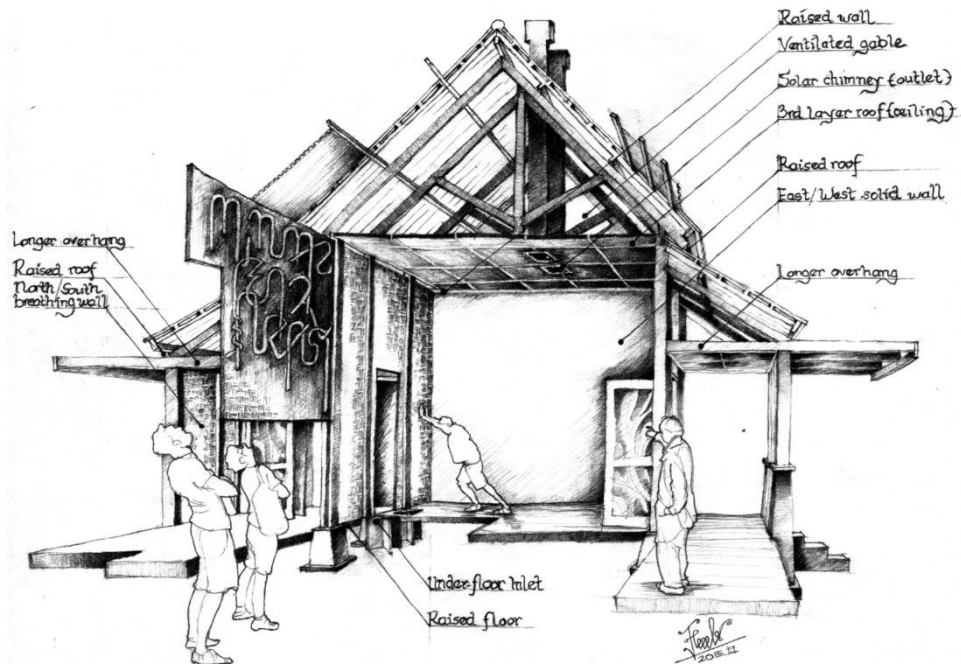 Raised wall
Ventilated gable
Solar chimney (outlet)
3rd layer roof (ceiling)
Raised roof
East/West solid wall
Longer overhang
Longer overhang
Raised roof
North/South
breathing wall
Under-floor inlet
Raised floor
2015.11